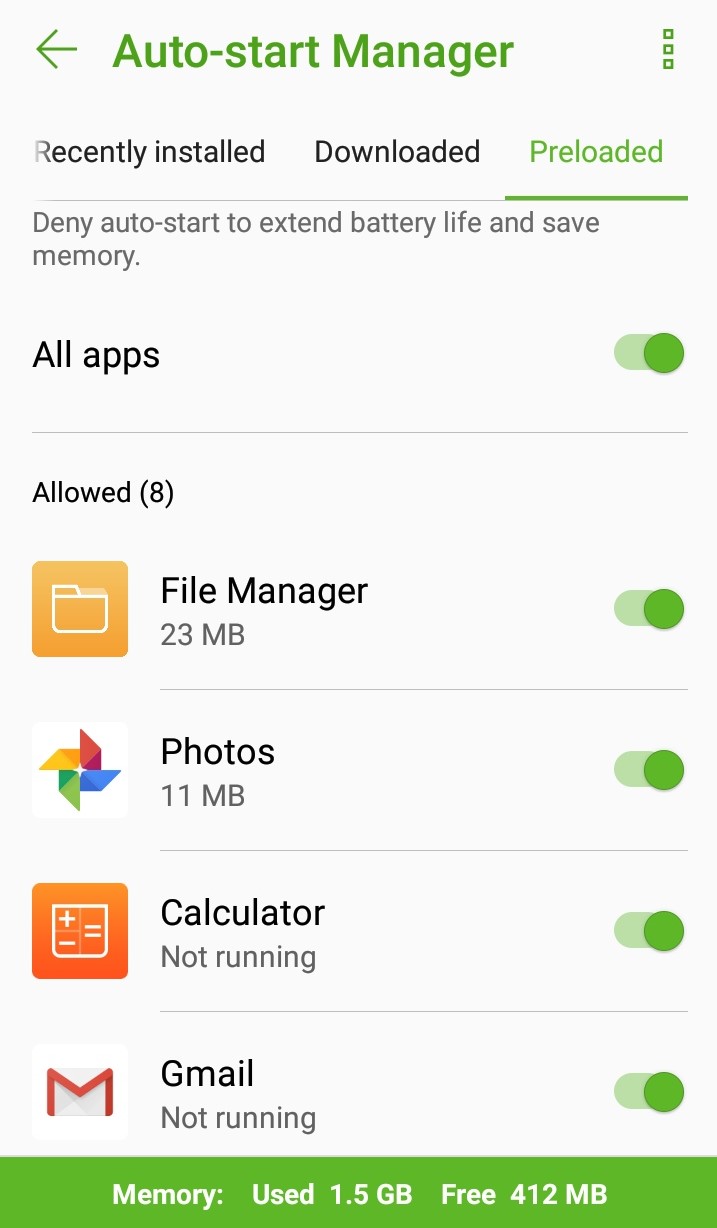 Auto-start Manager
Recently installed Downloaded Preloaded
Deny auto-start to extend battery life and save
memory.
All apps
Allowed (8)
File Manager
23 MB
Photos
11 MB
Calculator
Not running
Gmail
Not running
Memory: Used 1.5 GB Free 412 MB